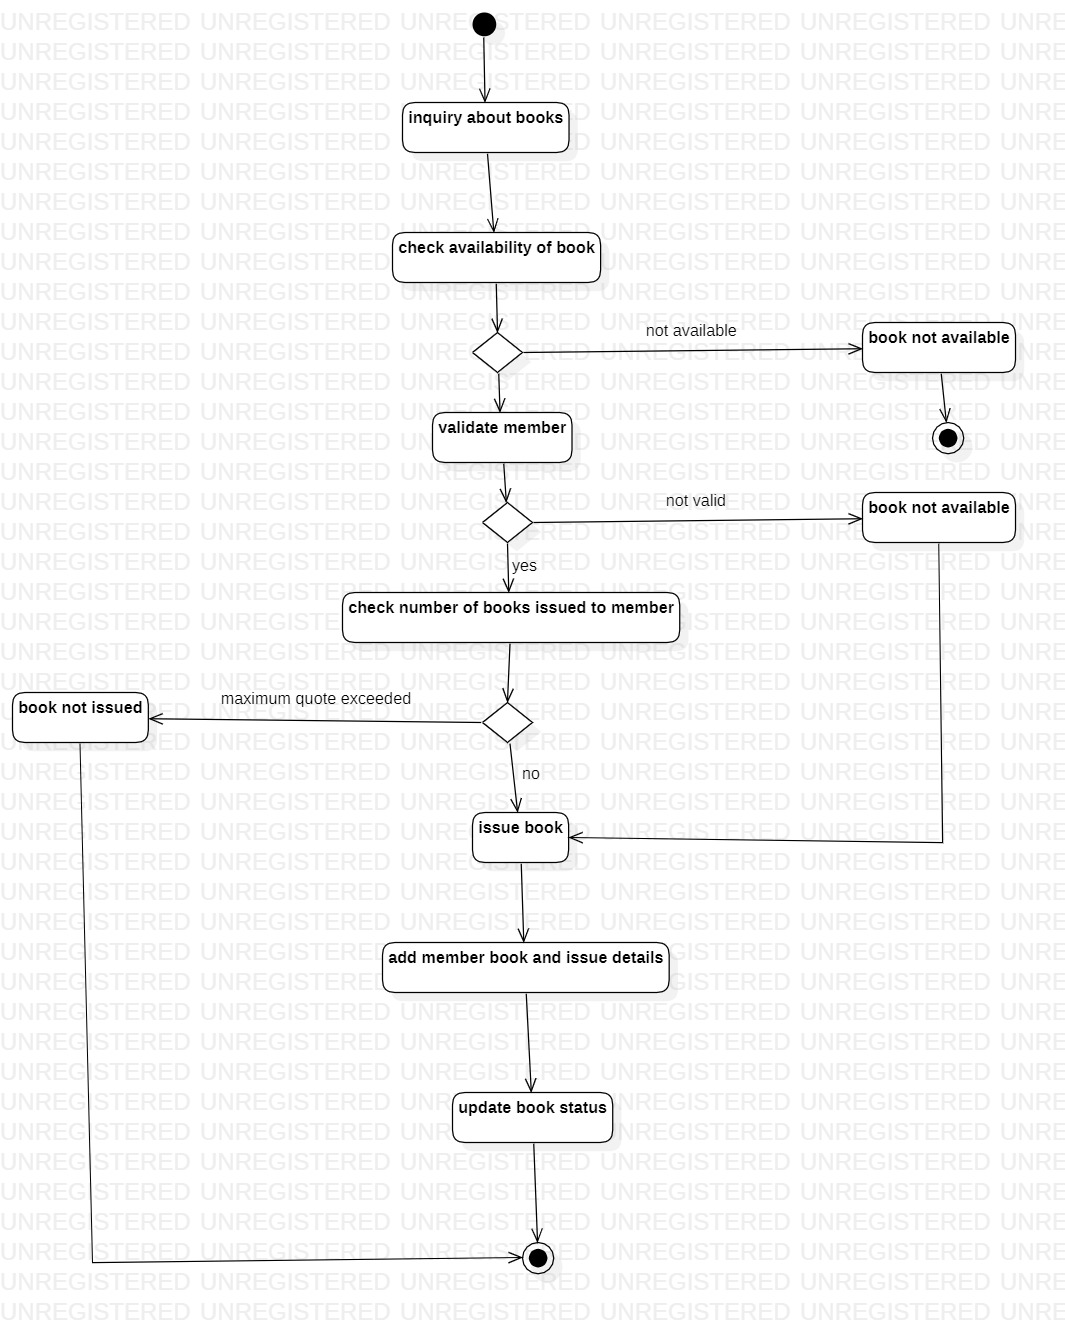 inquiry about books
check availability of book
not available
book not available
validate member
not valid
book not available
yes
check number of books issued to member
maximum quote exceeded
book not issued
no
issue book
add member book and issue details
update book status
UNREGISTERED